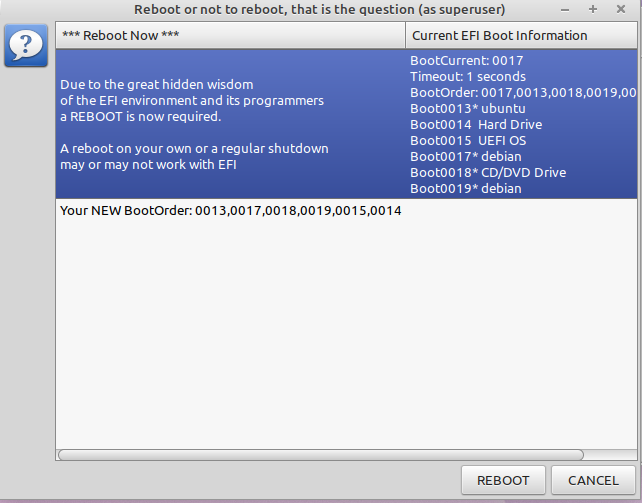 Reboot or not to reboot, that is the question (as superuser)
*** Reboot Now ***
Current EFI Boot Information
Due to the great hidden wisdom
of the EFI environment and its programmers
a REBOOT is now required.
A reboot on your own or a regular shutdown
may or may not work with EFI
BootCurrent: 0017
Timeout: 1 seconds
BootOrder: 0017,0013,0018,0019,00
Boot0013* ubuntu
Boot0014  Hard Drive
Boot0015  UEFI OS
Boot0017* debian
Boot0018* CD/DVD Drive
Boot0019* debian
Your NEW BootOrder: 0013,0017,0018,0019,0015,0014
REBOOT
CANCEL